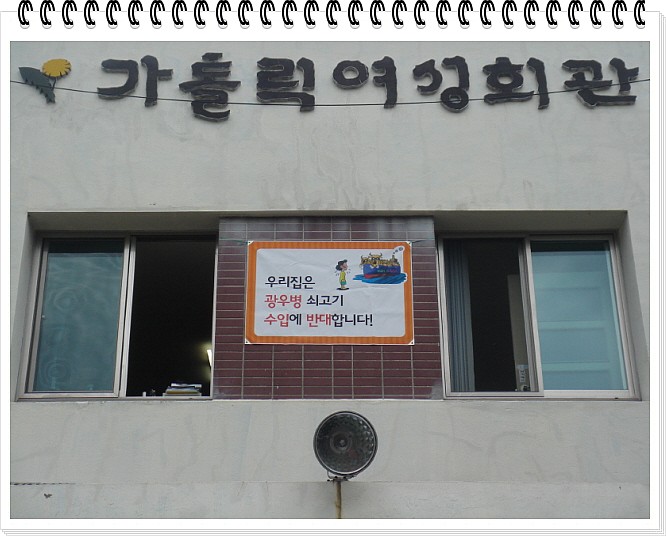 가톨릭여성회관
우리집은
광우병 쇠고기
수입에 반대합니다!